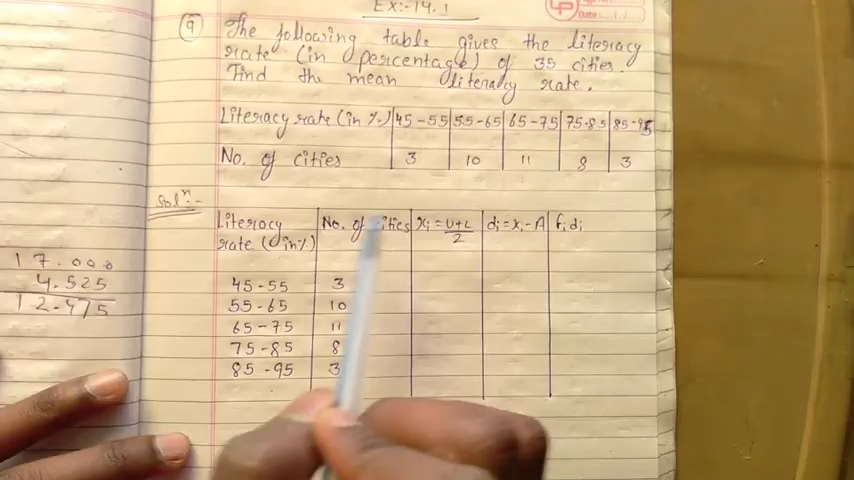 Ex:-14.1
LP
Date:
9 The following table gives the literacy
rate (in percentage) of 35 cities.
Find the mean literacy rate.
Literacy rate (in %) 45-55 55-65 65-75 75-85 85-95
No. of cities 3 10 11 8 3
Solⁿ:-
Literacy rate (in %) No. of cities xᵢ = U+L/2 dᵢ = xᵢ - A fᵢdᵢ
45-55 3
55-65 10
65-75 11
75-85 8
85-95 3
17.000
4.525
12.475